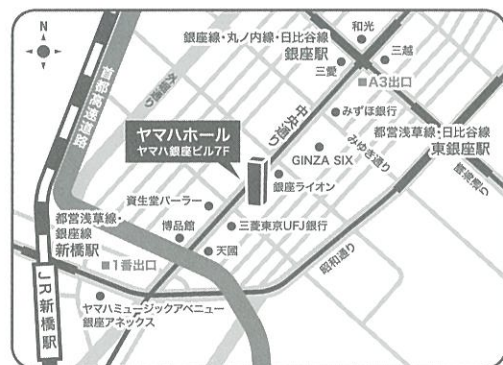 N
和光
銀座線・丸ノ内線・日比谷線
銀座駅
三越
三愛
■A3出口
外堀通り
首都高速道路
中央通り
みずほ銀行
都営浅草線・日比谷線
東銀座駅
ヤマハホール
ヤマハ銀座ビル7F
みゆき通り
GINZA SIX
晴海通り
銀座ライオン
資生堂パーラー
都営浅草線・
銀座線
新橋駅
博品館
三菱東京UFJ銀行
天國
昭和通り
■1番出口
JR新橋駅
ヤマハミュージックアベニュー
銀座アネックス